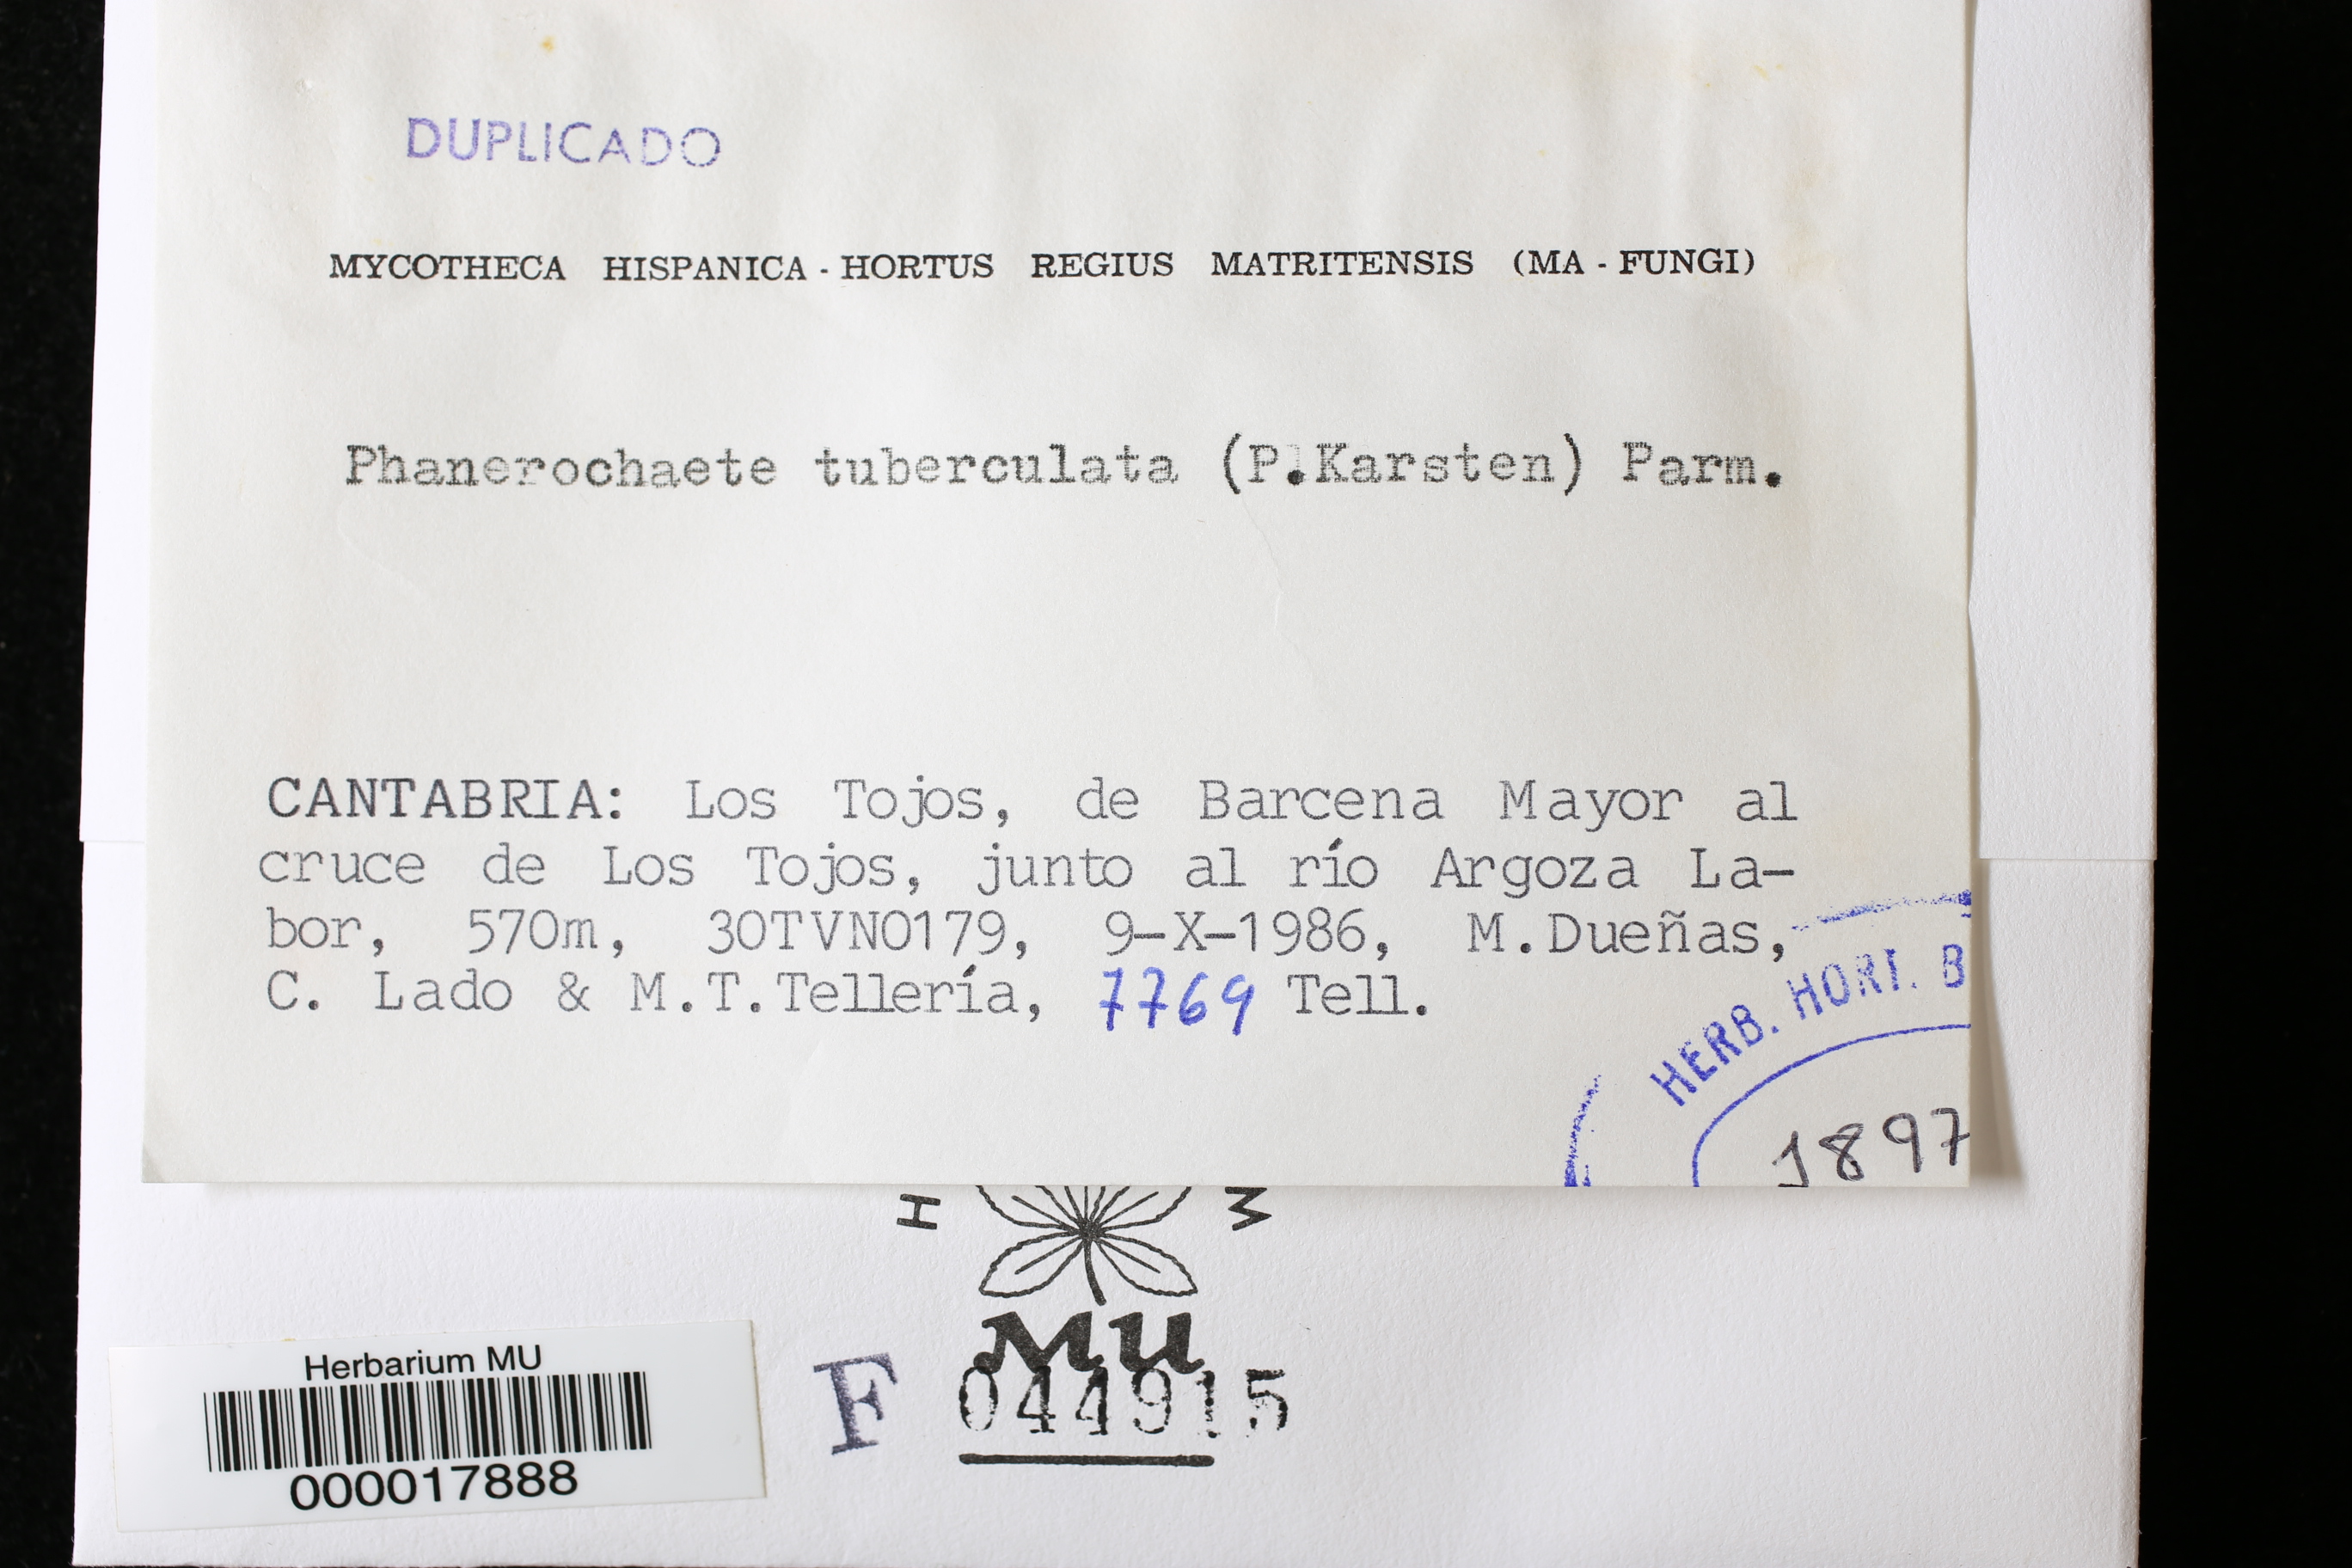 DUPLICADO
MYCOTHECA HISPANICA - HORTUS REGIUS MATRITENSIS (MA - FUNGI)
Phanerochaete tuberculata (P.Karsten) Parm.
CANTABRIA: Los Tojos, de Barcena Mayor al
cruce de Los Tojos, junto al río Argoza La-
bor, 570m, 30TVN0179, 9-X-1986, M.Dueñas,
C. Lado & M.T.Tellería, 7769 Tell.
HERB. HORT. B
1897
H M
MU
F 044915
Herbarium MU
000017888